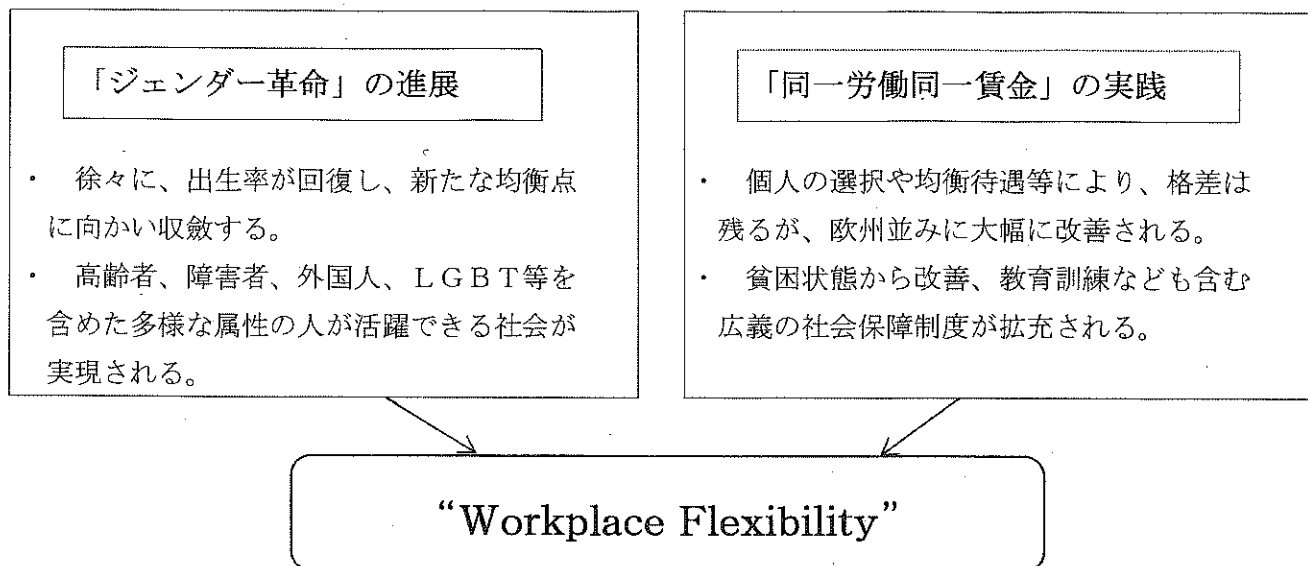 「ジェンダー革命」の進展
・ 徐々に、出生率が回復し、新たな均衡点
に向かい収斂する。
・ 高齢者、障害者、外国人、ＬＧＢＴ等を
含めた多様な属性の人が活躍できる社会が
実現される。
「同一労働同一賃金」の実践
・ 個人の選択や均衡待遇等により、格差は
残るが、欧州並みに大幅に改善される。
・ 貧困状態から改善、教育訓練なども含む
広義の社会保障制度が拡充される。
“Workplace Flexibility”